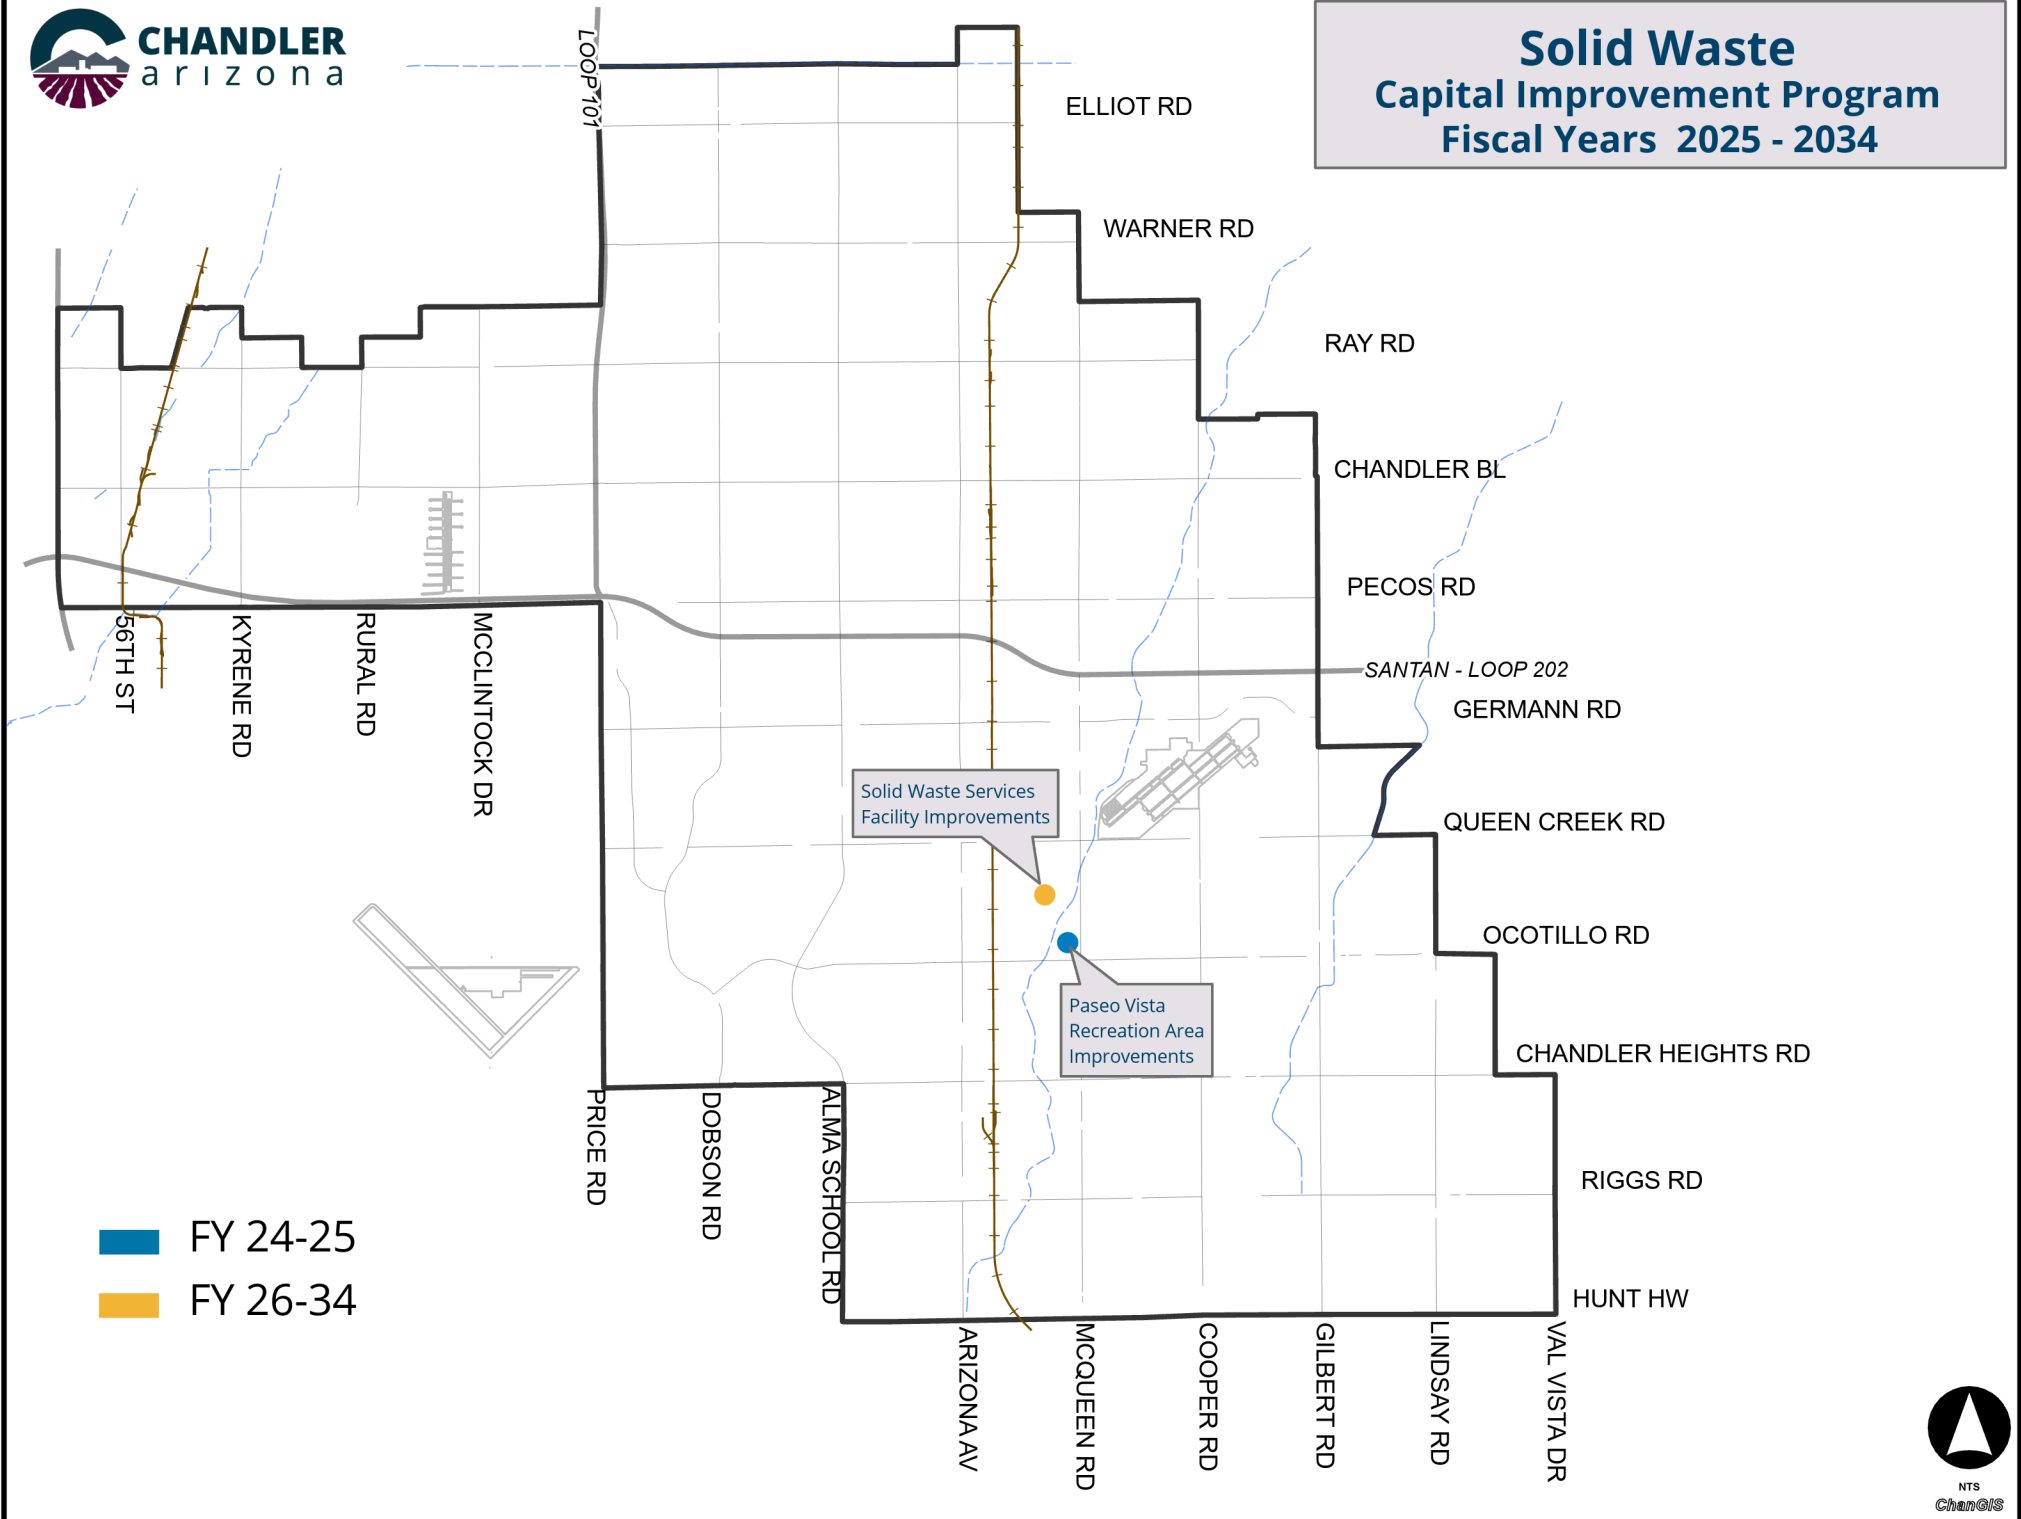 CHANDLER
arizona
Solid Waste
Capital Improvement Program
Fiscal Years 2025 - 2034
LOOP 101
ELLIOT RD
WARNER RD
RAY RD
CHANDLER BL
PECOS RD
SANTAN - LOOP 202
GERMANN RD
QUEEN CREEK RD
OCOTILLO RD
CHANDLER HEIGHTS RD
RIGGS RD
HUNT HW
56TH ST
KYRENE RD
RURAL RD
MCCLINTOCK DR
Solid Waste Services
Facility Improvements
Paseo Vista
Recreation Area
Improvements
PRICE RD
DOBSON RD
ALMA SCHOOL RD
ARIZONA AV
MCQUEEN RD
COOPER RD
GILBERT RD
LINDSAY RD
VAL VISTA DR
FY 24-25
FY 26-34
NTS
ChanGIS